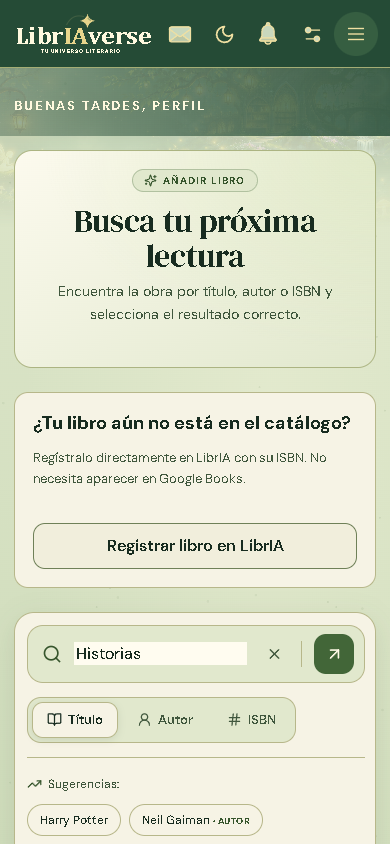 LibrIAverse
TU UNIVERSO LITERARIO
BUENAS TARDES, PERFIL
AÑADIR LIBRO
Busca tu próxima
lectura
Encuentra la obra por título, autor o ISBN y
selecciona el resultado correcto.
¿Tu libro aún no está en el catálogo?
Regístralo directamente en LibrIA con su ISBN. No
necesita aparecer en Google Books.
Registrar libro en LibrIA
Historias
Título Autor ISBN
Sugerencias:
Harry Potter Neil Gaiman · AUTOR